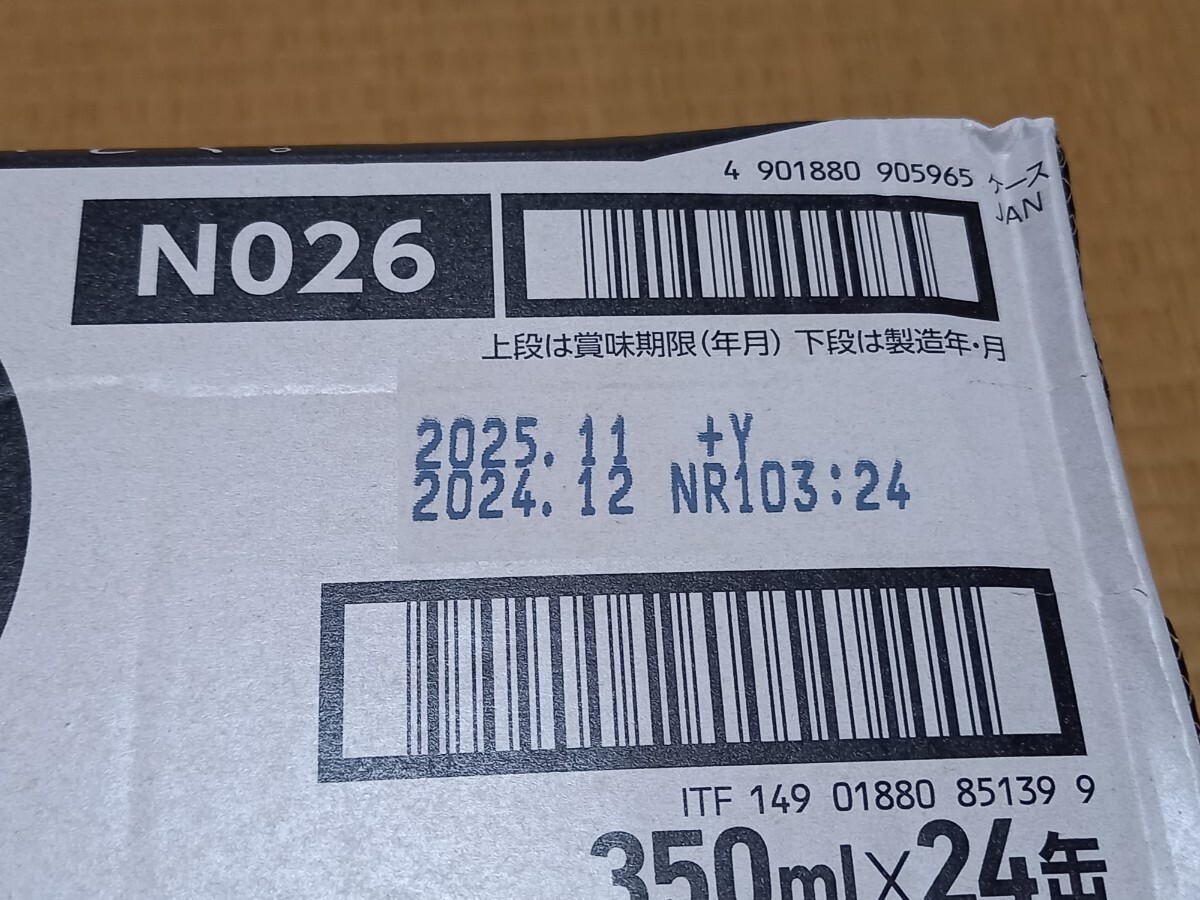 4 901880 905965 ケース
JAN
N026
上段は賞味期限(年月) 下段は製造年・月
2025.11 +Y
2024.12 NR103:24
ITF 149 01880 85139 9
350ml×24缶